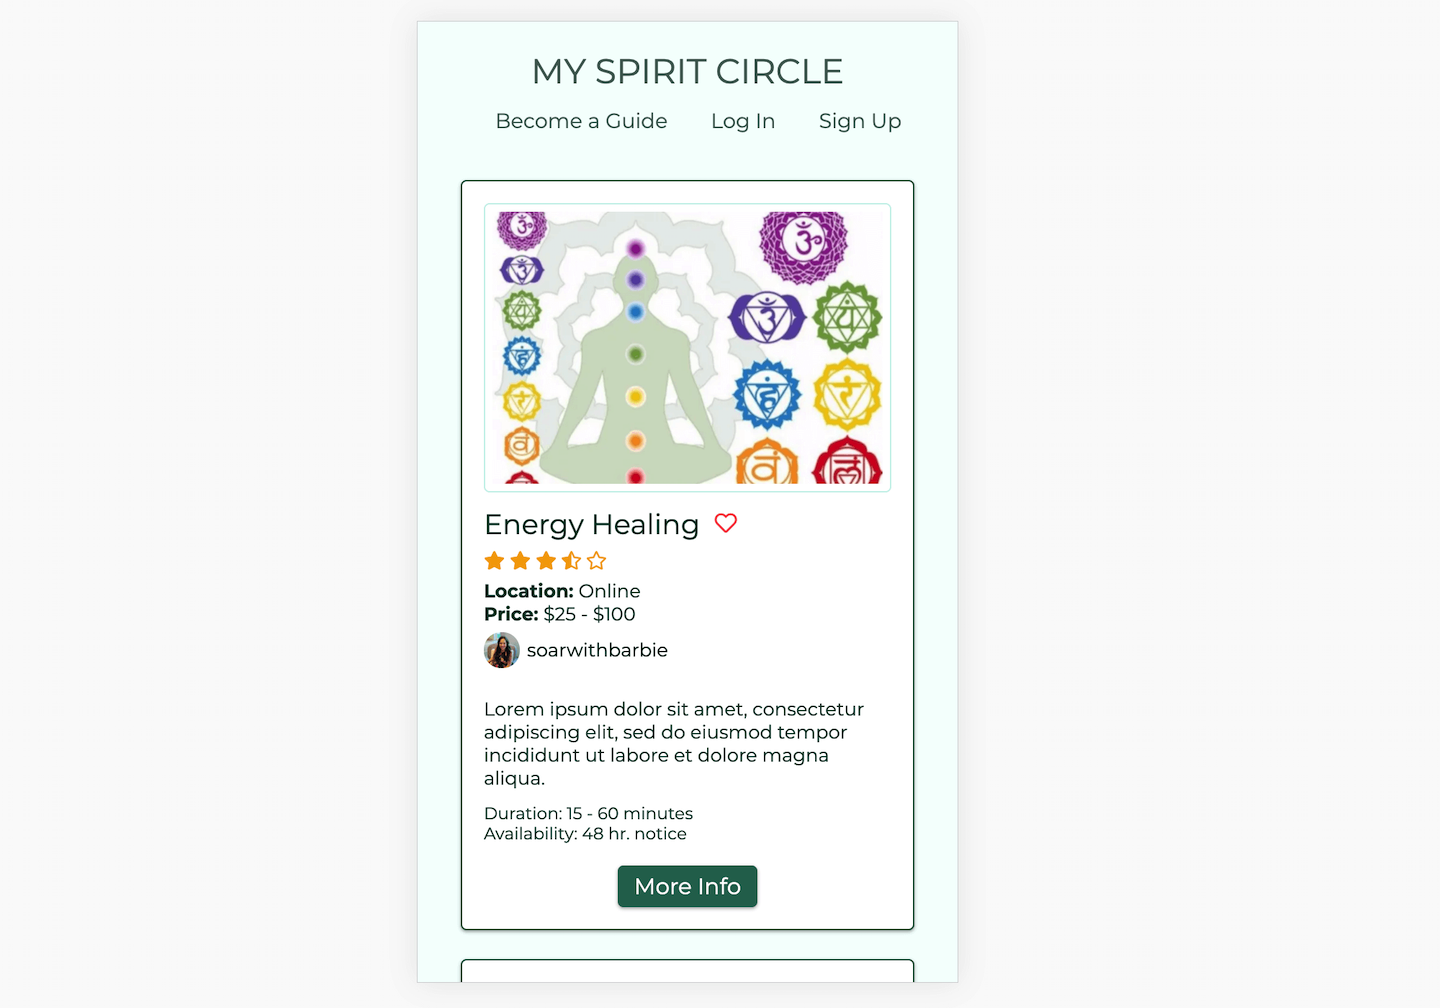 MY SPIRIT CIRCLE
Become a Guide Log In Sign Up
ॐ
ॐ
यं
हं
रं
वं
ॐ
ॐ
यं
हं
रं
वं
लं
Energy Healing
Location: Online
Price: $25 - $100
soarwithbarbie
Lorem ipsum dolor sit amet, consectetur
adipiscing elit, sed do eiusmod tempor
incididunt ut labore et dolore magna
aliqua.
Duration: 15 - 60 minutes
Availability: 48 hr. notice
More Info